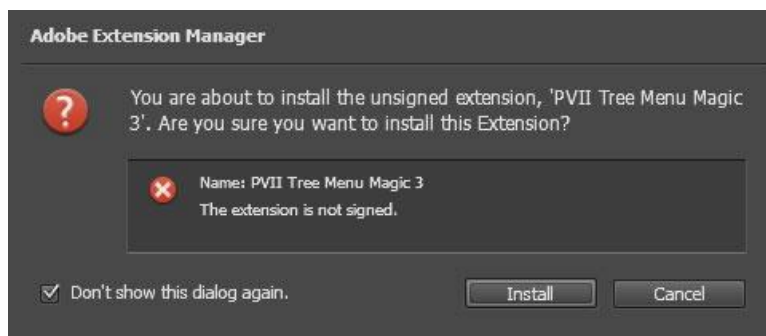 Adobe Extension Manager
You are about to install the unsigned extension, 'PVII Tree Menu Magic
3'. Are you sure you want to install this Extension?
Name: PVII Tree Menu Magic 3
The extension is not signed.
Don't show this dialog again.
Install
Cancel